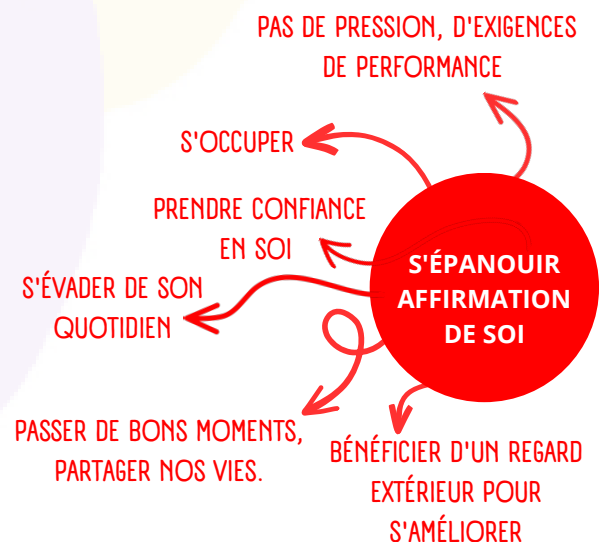 PAS DE PRESSION, D'EXIGENCES
DE PERFORMANCE
S'OCCUPER
PRENDRE CONFIANCE
EN SOI
S'ÉVADER DE SON
QUOTIDIEN
S'ÉPANOUIR
AFFIRMATION
DE SOI
PASSER DE BONS MOMENTS,
PARTAGER NOS VIES.
BÉNÉFICIER D'UN REGARD
EXTÉRIEUR POUR
S'AMÉLIORER